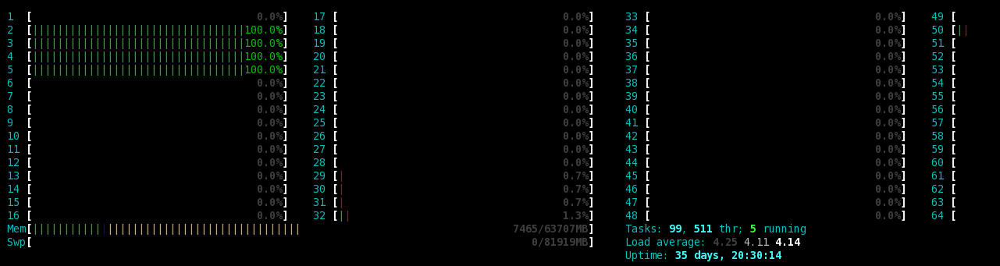 1 [ 0.0%] 17 [ 0.0%] 33 [ 0.0%] 49 [
2 [||||||||||||||||||||||||||||||||||100.0%] 18 [ 0.0%] 34 [ 0.0%] 50 [||
3 [||||||||||||||||||||||||||||||||||100.0%] 19 [ 0.0%] 35 [ 0.0%] 51 [
4 [||||||||||||||||||||||||||||||||||100.0%] 20 [ 0.0%] 36 [ 0.0%] 52 [
5 [||||||||||||||||||||||||||||||||||100.0%] 21 [ 0.0%] 37 [ 0.0%] 53 [
6 [ 0.0%] 22 [ 0.0%] 38 [ 0.0%] 54 [
7 [ 0.0%] 23 [ 0.0%] 39 [ 0.0%] 55 [
8 [ 0.0%] 24 [ 0.0%] 40 [ 0.0%] 56 [
9 [ 0.0%] 25 [ 0.0%] 41 [ 0.0%] 57 [
10 [ 0.0%] 26 [ 0.0%] 42 [ 0.0%] 58 [
11 [ 0.0%] 27 [ 0.0%] 43 [ 0.0%] 59 [
12 [ 0.0%] 28 [ 0.0%] 44 [ 0.0%] 60 [
13 [ 0.0%] 29 [| 0.7%] 45 [ 0.0%] 61 [
14 [ 0.0%] 30 [| 0.7%] 46 [ 0.0%] 62 [
15 [ 0.0%] 31 [| 0.7%] 47 [ 0.0%] 63 [
16 [ 0.0%] 32 [|| 1.3%] 48 [ 0.0%] 64 [
Mem[||||||||||||||||||||||||||||||||||||||||||| 7465/63707MB] Tasks: 99, 511 thr; 5 running
Swp[ 0/81919MB] Load average: 4.25 4.11 4.14
Uptime: 35 days, 20:30:14